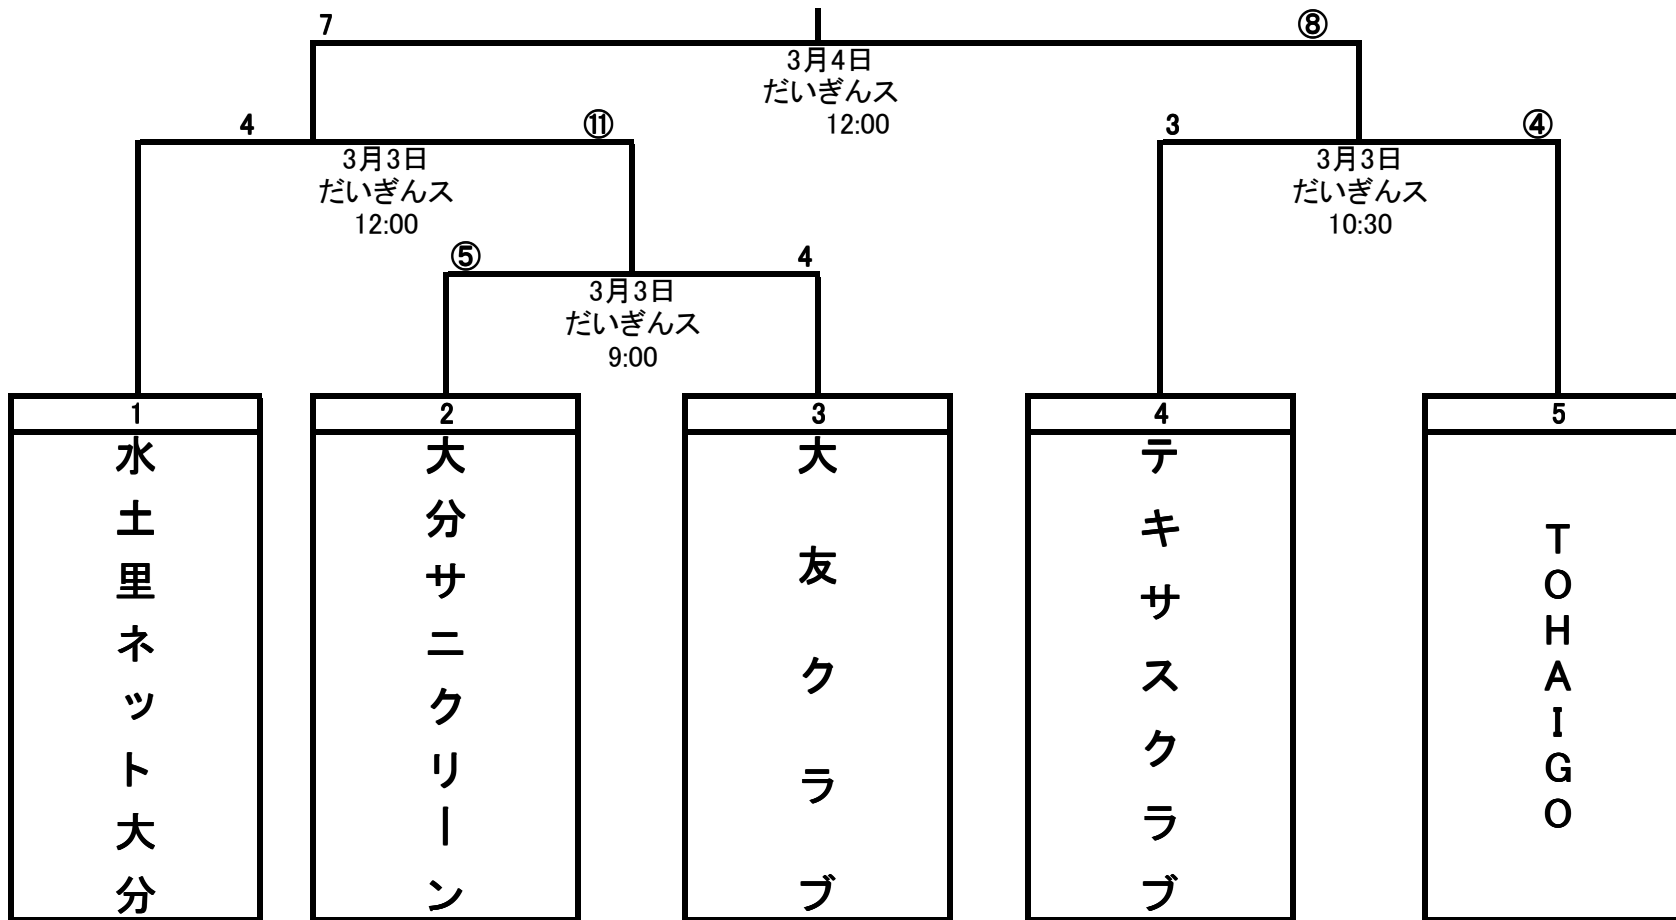 7 ⑧
3月4日
だいぎんス
12:00
4 ⑪
3月3日
だいぎんス
12:00
3 ④
3月3日
だいぎんス
10:30
⑤ 4
3月3日
だいぎんス
9:00
1 2 3 4 5
水土里ネット大分
大分サニクリーン
大友クラブ
テキサスクラブ
TOHAIGO